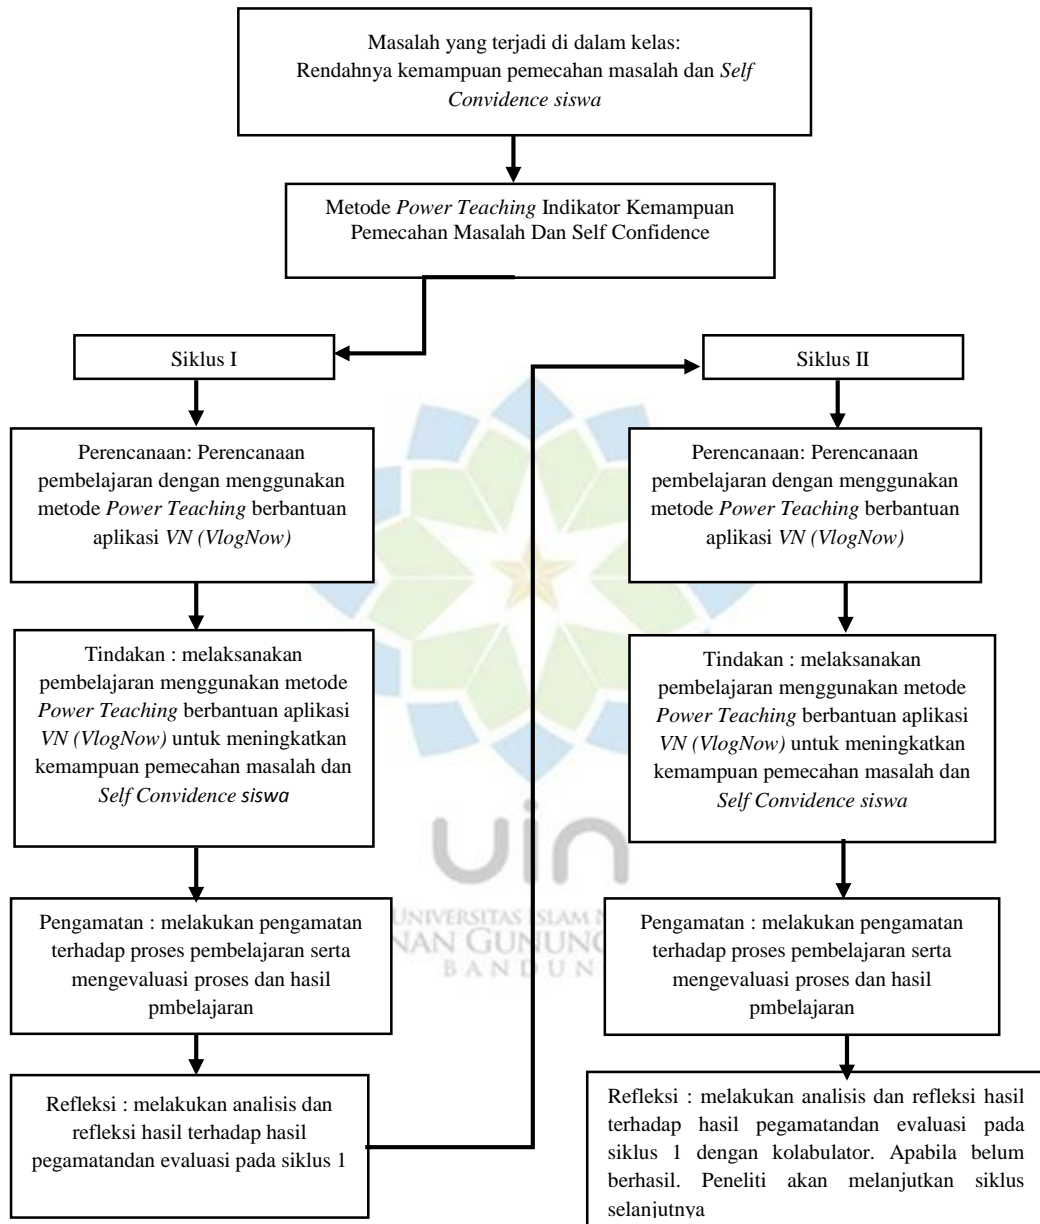 Masalah yang terjadi di dalam kelas:
Rendahnya kemampuan pemecahan masalah dan Self
Convidence siswa
Metode Power Teaching Indikator Kemampuan
Pemecahan Masalah Dan Self Confidence
Siklus I
Perencanaan: Perencanaan
pembelajaran dengan menggunakan
metode Power Teaching berbantuan
aplikasi VN (VlogNow)
Tindakan : melaksanakan
pembelajaran menggunakan metode
Power Teaching berbantuan aplikasi
VN (VlogNow) untuk meningkatkan
kemampuan pemecahan masalah dan
Self Convidence siswa
Pengamatan : melakukan pengamatan
terhadap proses pembelajaran serta
mengevaluasi proses dan hasil
pmbelajaran
Refleksi : melakukan analisis dan
refleksi hasil terhadap hasil
pegamatandan evaluasi pada siklus 1
Siklus II
Perencanaan: Perencanaan
pembelajaran dengan menggunakan
metode Power Teaching berbantuan
aplikasi VN (VlogNow)
Tindakan : melaksanakan
pembelajaran menggunakan metode
Power Teaching berbantuan aplikasi
VN (VlogNow) untuk meningkatkan
kemampuan pemecahan masalah dan
Self Convidence siswa
Pengamatan : melakukan pengamatan
terhadap proses pembelajaran serta
mengevaluasi proses dan hasil
pmbelajaran
Refleksi : melakukan analisis dan refleksi hasil
terhadap hasil pegamatandan evaluasi pada
siklus 1 dengan kolabulator. Apabila belum
berhasil. Peneliti akan melanjutkan siklus
selanjutnya
uin
UNIVERSITAS ISLAM
GUNUNG